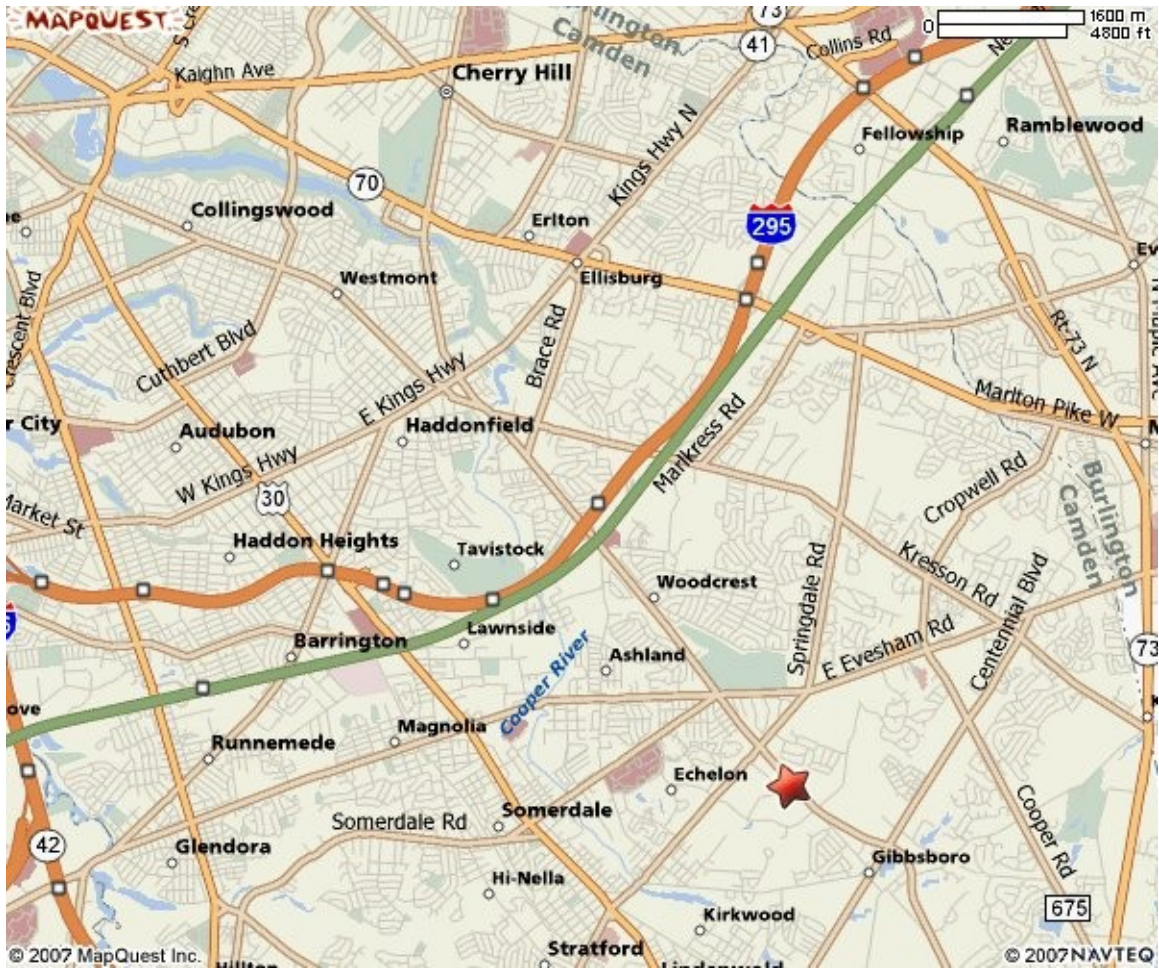 MAPQUEST
73
41
0
1600 m
4800 ft
Burlington
Camden
Collins Rd
Kaighn Ave
Cherry Hill
Kings Hwy N
Fellowship
Ramblewood
70
Collingswood
Erlton
295
Ellisburg
Westmont
Crescent Blvd
Cuthbert Blvd
Brace Rd
E Kings Hwy
Rt-73 N
Marlton Pike W
r City
Audubon
Haddonfield
Marlkress Rd
W Kings Hwy
30
Cropwell Rd
Burlington
Camden
Market St
Haddon Heights
Tavistock
Kresson Rd
Woodcrest
Springdale Rd
Centennial Blvd
Barrington
Lawnside
Cooper River
Ashland
E Evesham Rd
73
ove
Magnolia
Runnemede
Echelon
Somerdale
Somerdale Rd
Cooper Rd
42
Glendora
Gibbsboro
Hi-Nella
675
Kirkwood
Stratford
© 2007 MapQuest Inc.
© 2007 NAVTEQ